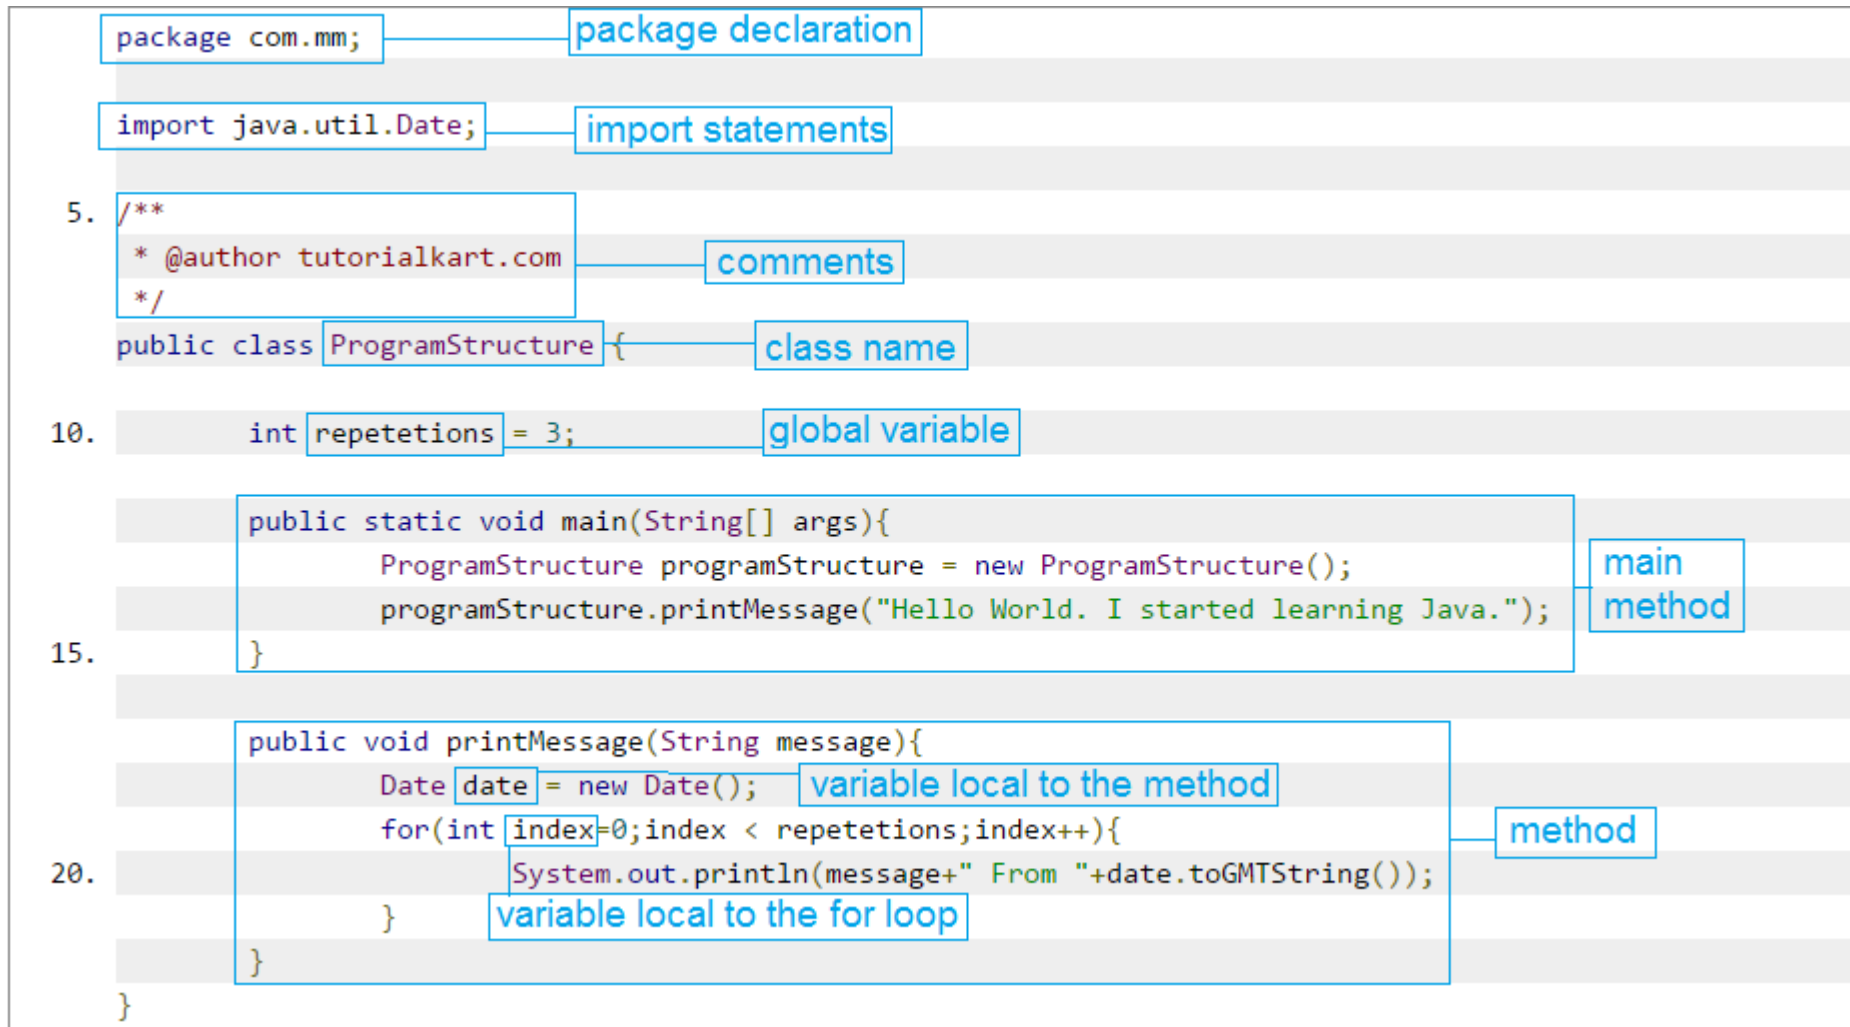 package com.mm; package declaration
import java.util.Date; import statements
5. /**
* @author tutorialkart.com comments
*/
public class ProgramStructure { class name
10. int repetetions = 3; global variable
public static void main(String[] args){
ProgramStructure programStructure = new ProgramStructure(); main
programStructure.printMessage("Hello World. I started learning Java."); method
15. }
public void printMessage(String message){
Date date = new Date(); variable local to the method
for(int index=0;index < repetetions;index++){ method
20. System.out.println(message+" From "+date.toGMTString());
} variable local to the for loop
}
}